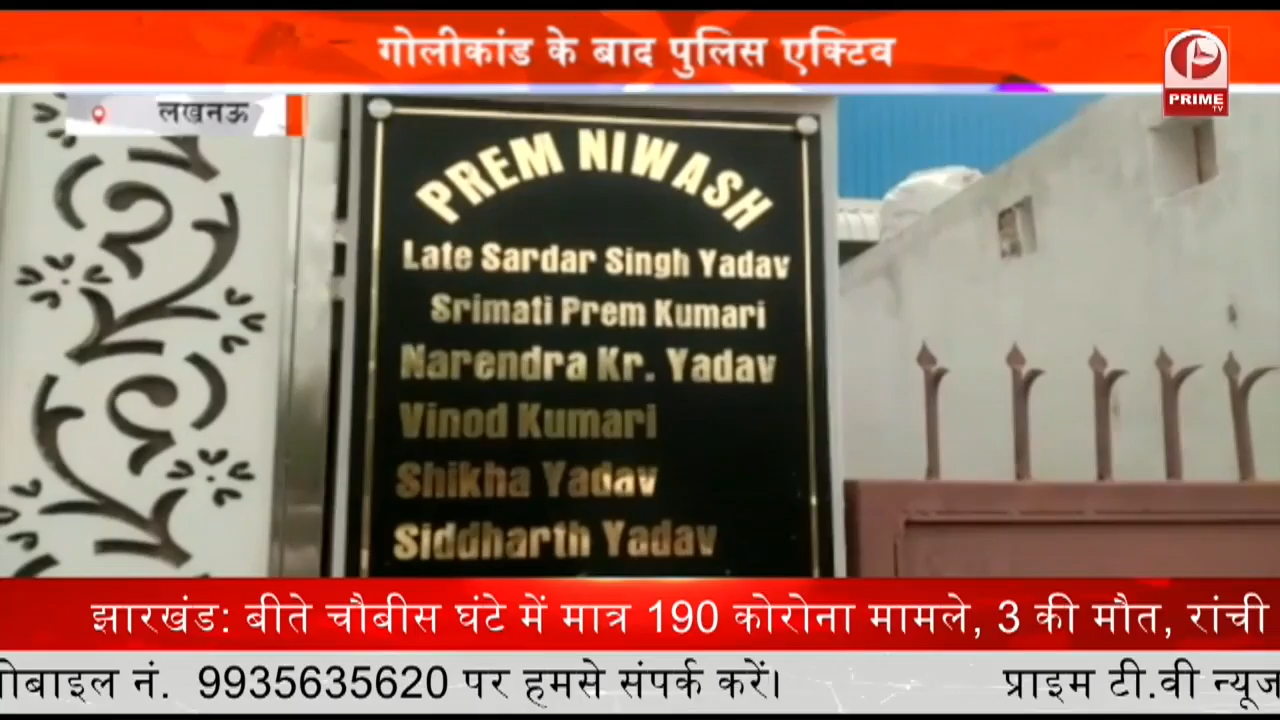 गोलीकांड के बाद पुलिस एक्टिव
PRIME
TV
लखनऊ
PREM NIWASH
Late Sardar Singh Yadav
Srimati Prem Kumari
Narendra Kr. Yadav
Vinod Kumari
Shikha Yadav
Siddharth Yadav
झारखंड: बीते चौबीस घंटे में मात्र 190 कोरोना मामले, 3 की मौत, रांची
नं. 9935635620 पर हमसे संपर्क करें। प्राइम टी.वी न्यूज